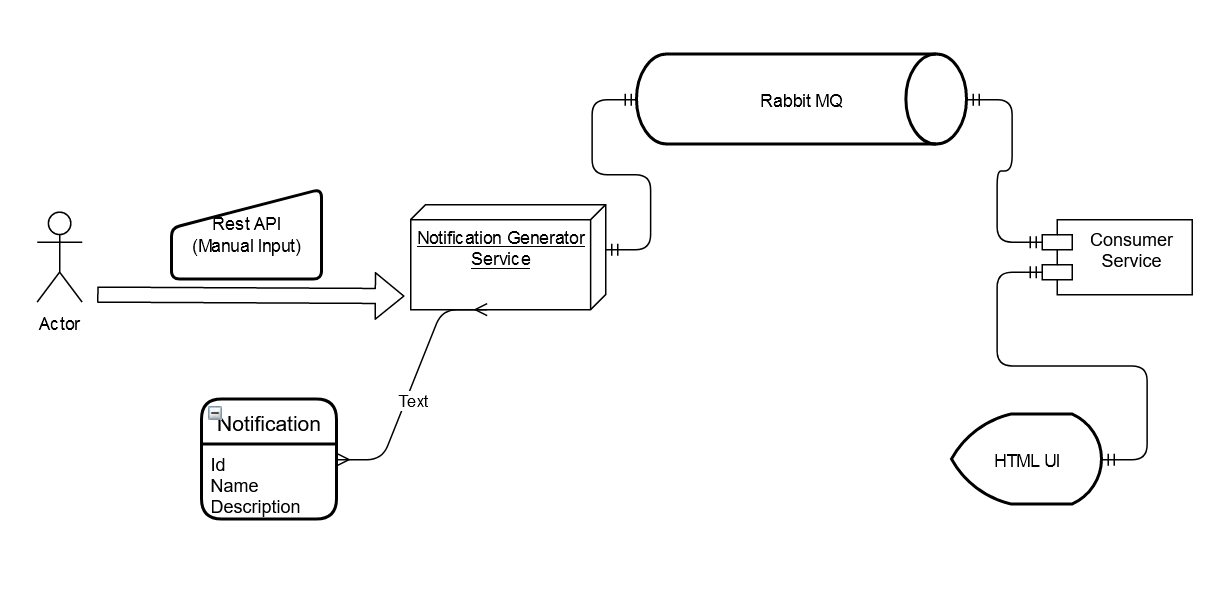 Rabbit MQ
Rest API
(Manual Input)
Notification Generator
Service
Consumer
Service
Actor
Text
Notification
Id
Name
Description
HTML UI